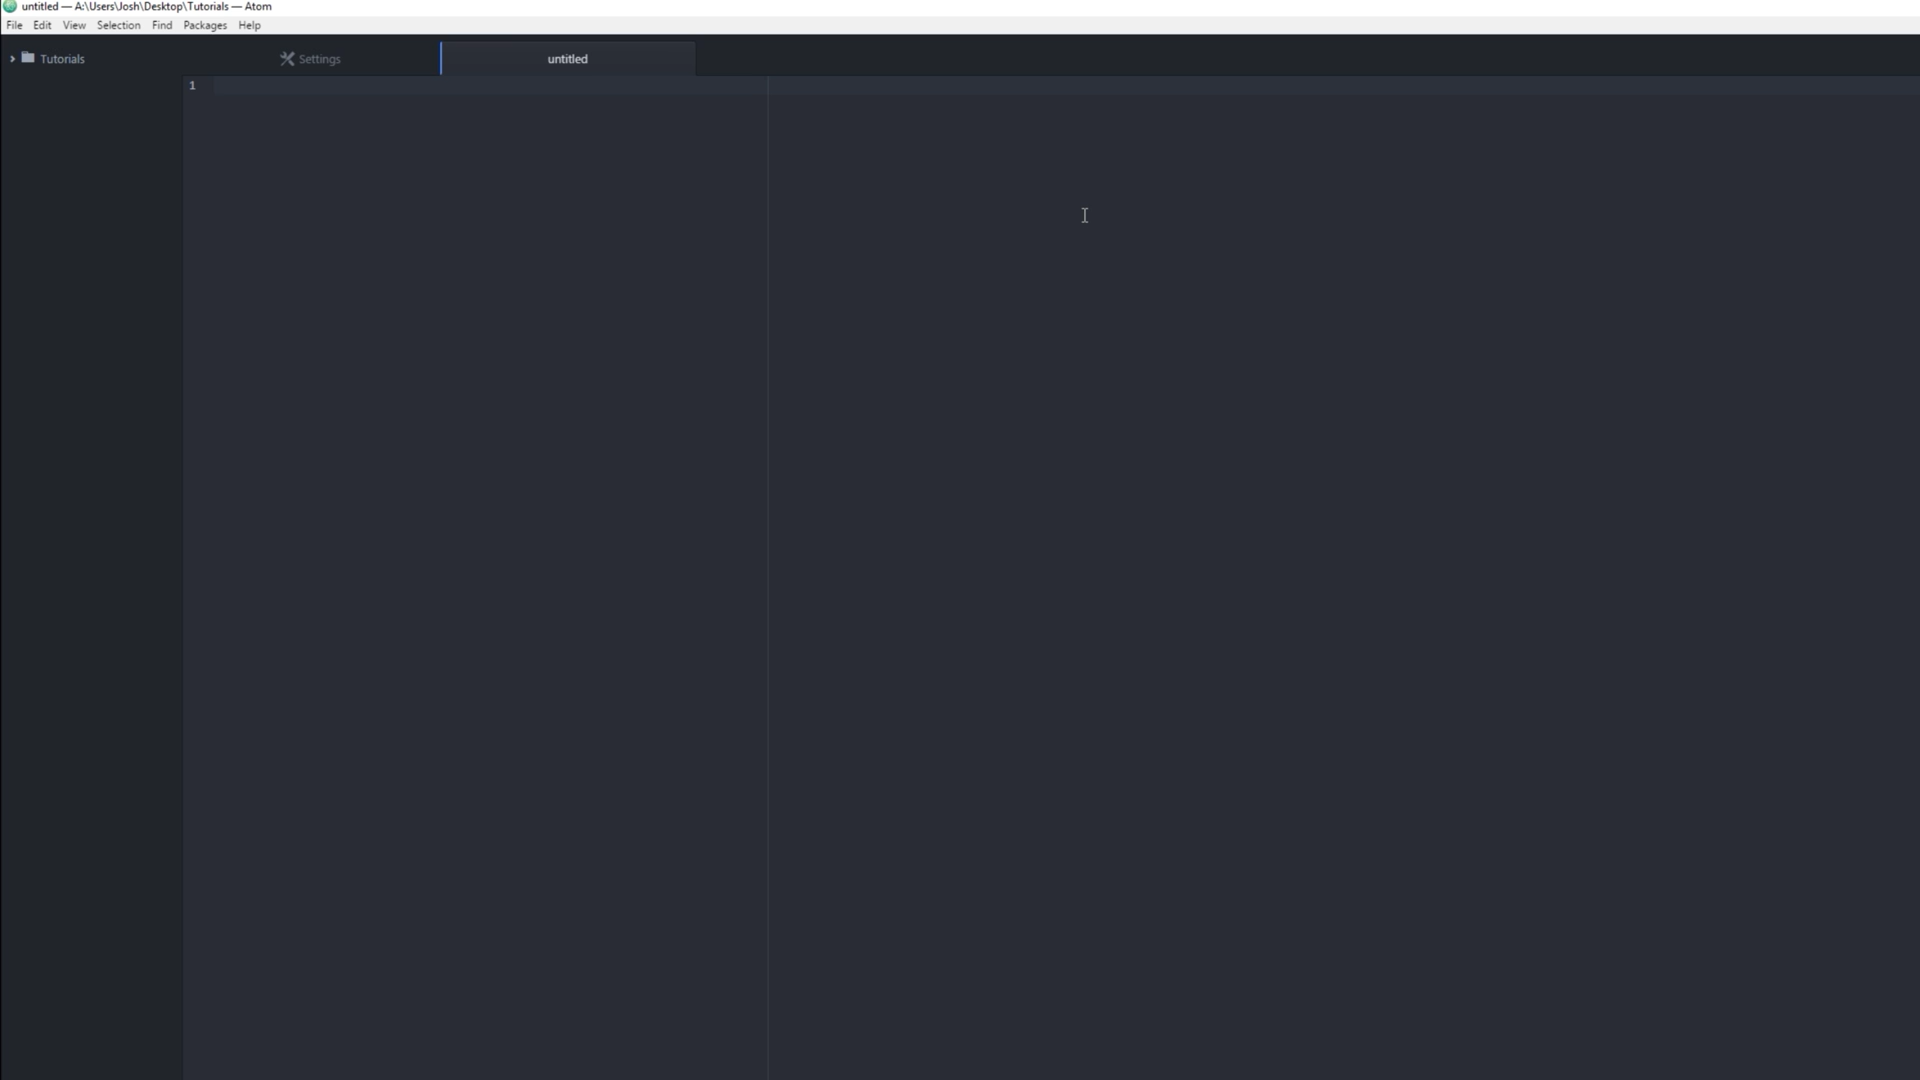 untitled — A:\Users\Josh\Desktop\Tutorials — Atom
File Edit View Selection Find Packages Help
Tutorials Settings untitled
1